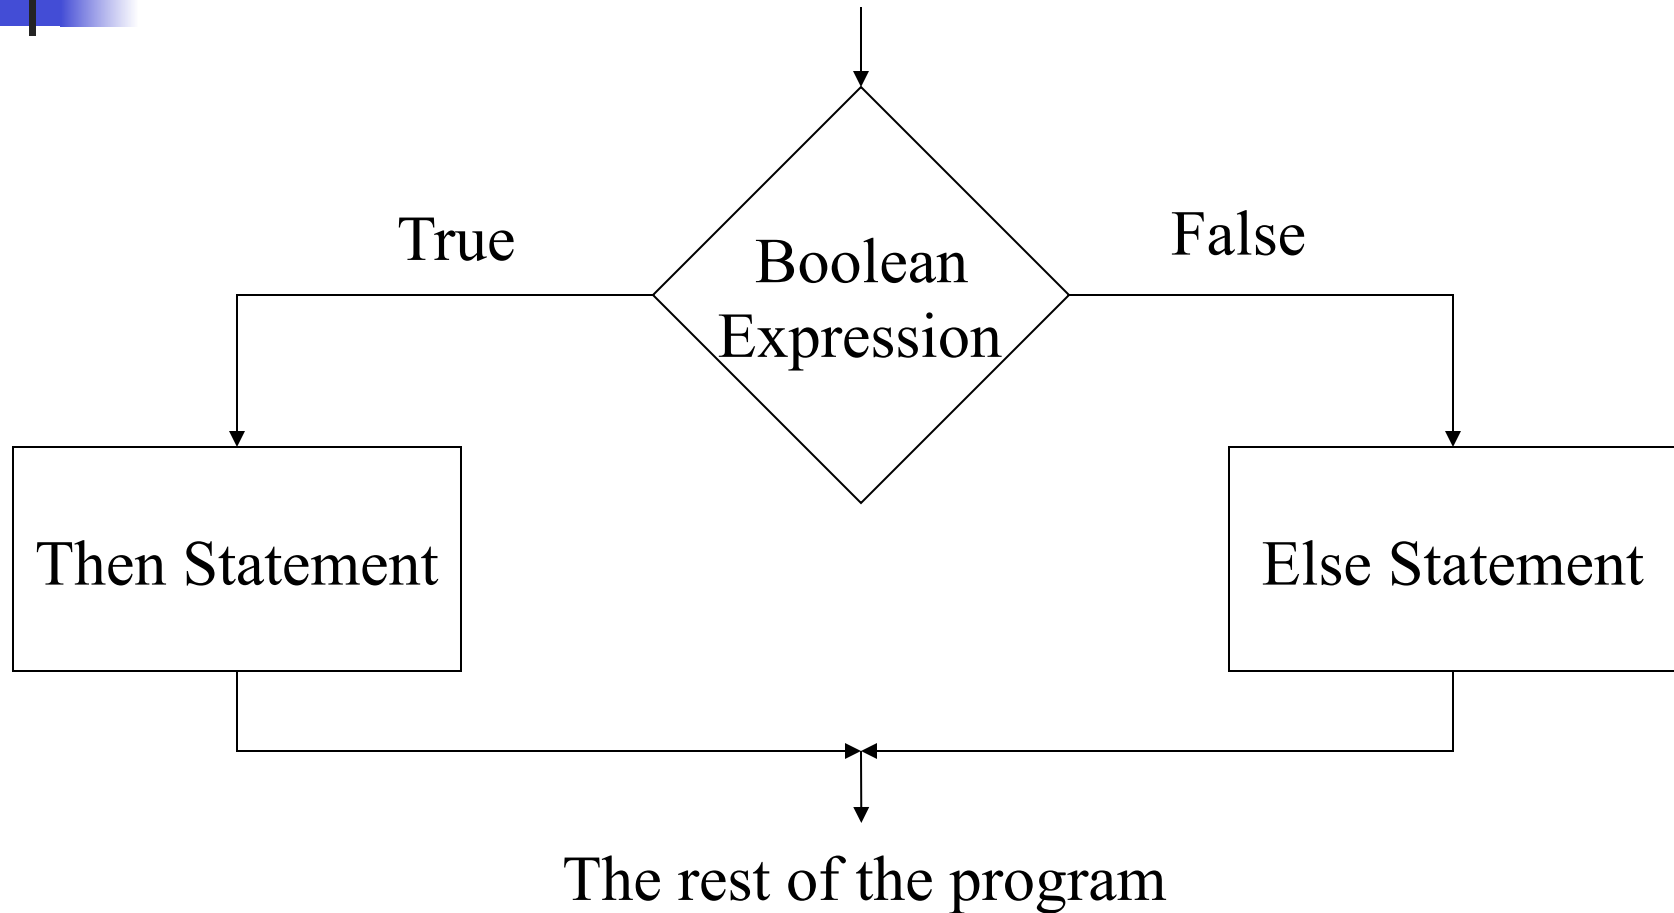 True
False
Boolean
Expression
Then Statement
Else Statement
The rest of the program